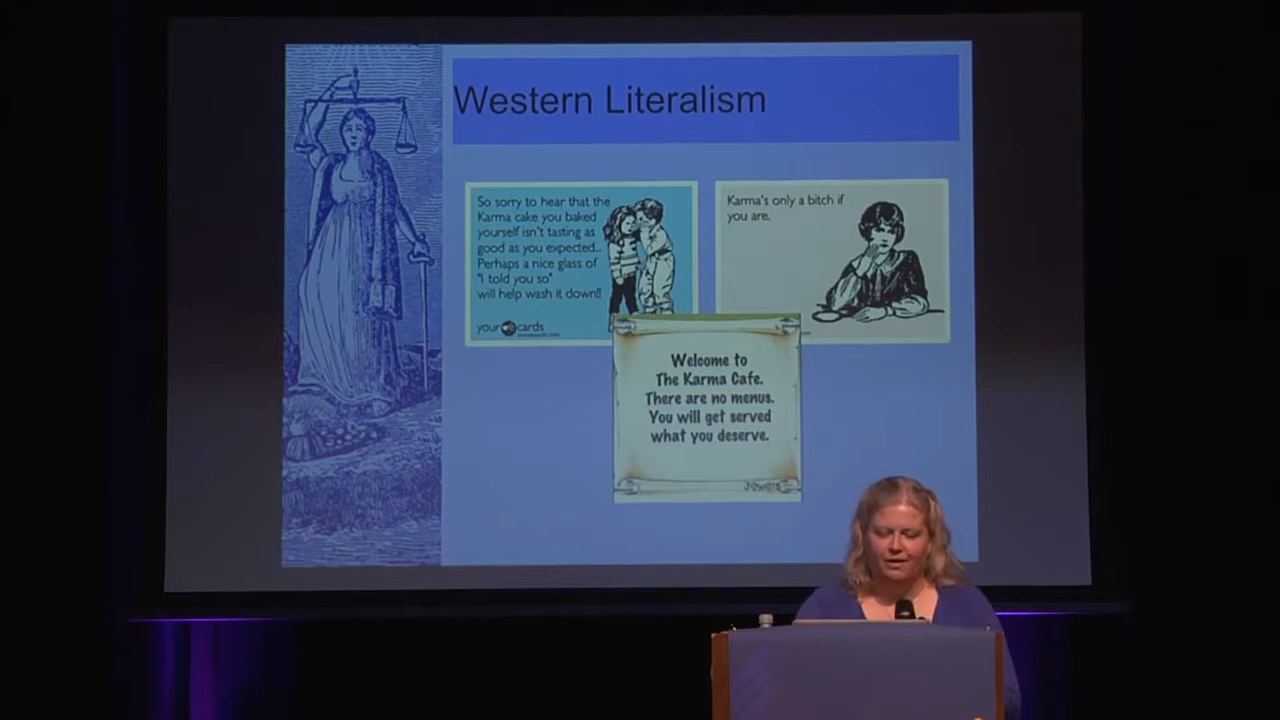 Western Literalism
So sorry to hear that the
Karma cake you baked
yourself isn't tasting as
good as you expected...
Perhaps a nice glass of
"I told you so"
will help wash it down!!
your cards
Karma's only a bitch if
you are.
Welcome to
The Karma Cafe.
There are no menus.
You will get served
what you deserve.